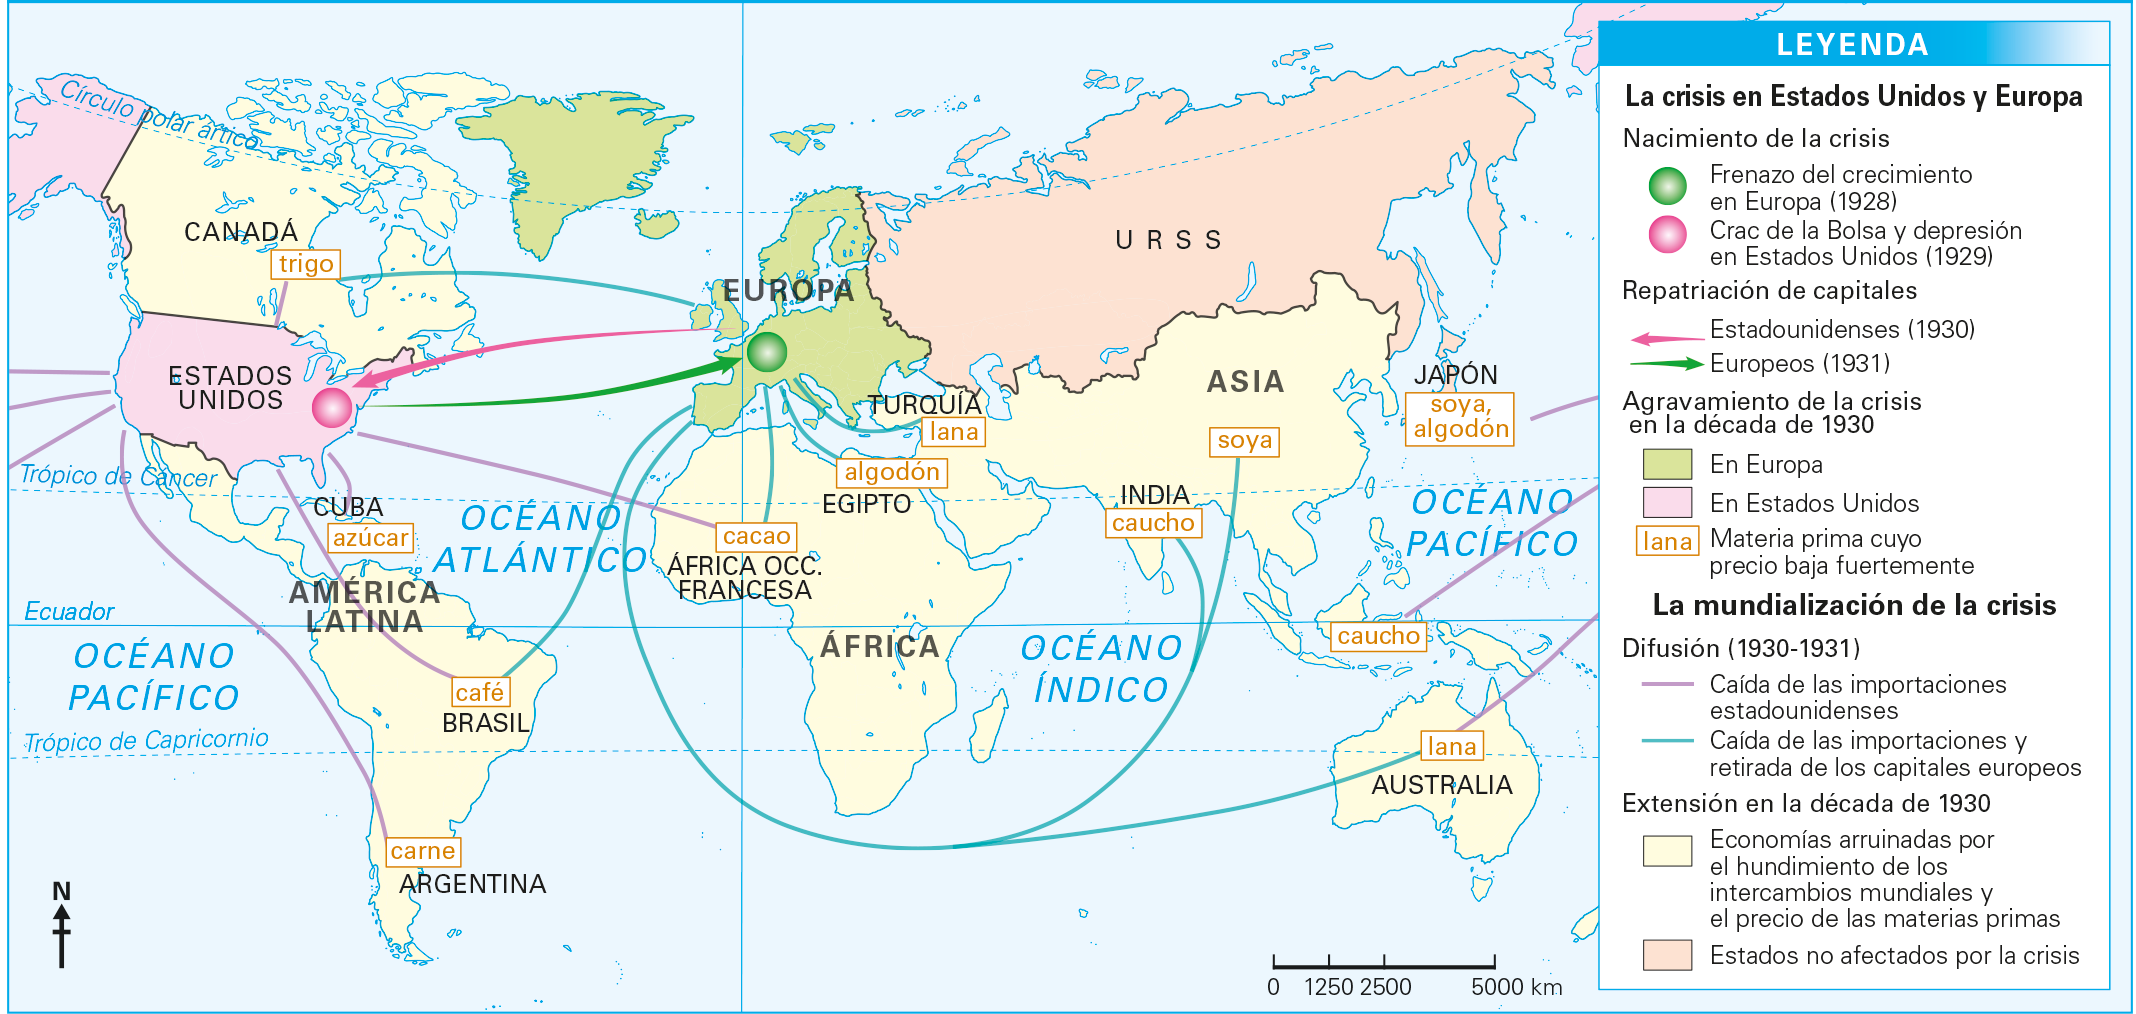 Círculo polar ártico
CANADÁ
trigo
ESTADOS
UNIDOS
Trópico de Cáncer
CUBA
azúcar
OCÉANO
ATLÁNTICO
AMÉRICA
LATINA
Ecuador
OCÉANO
PACÍFICO
Trópico de Capricornio
café
BRASIL
carne
ARGENTINA
N
EUROPA
URSS
TURQUÍA
lana
algodón
EGIPTO
cacao
ÁFRICA OCC.
FRANCESA
ÁFRICA
ASIA
soya
INDIA
caucho
JAPÓN
soya,
algodón
OCÉANO
PACÍFICO
OCÉANO
ÍNDICO
caucho
lana
AUSTRALIA
0 1250 2500 5000 km
LEYENDA
La crisis en Estados Unidos y Europa
Nacimiento de la crisis
Frenazo del crecimiento
en Europa (1928)
Crac de la Bolsa y depresión
en Estados Unidos (1929)
Repatriación de capitales
Estadounidenses (1930)
Europeos (1931)
Agravamiento de la crisis
en la década de 1930
En Europa
En Estados Unidos
lana Materia prima cuyo
precio baja fuertemente
La mundialización de la crisis
Difusión (1930-1931)
Caída de las importaciones
estadounidenses
Caída de las importaciones y
retirada de los capitales europeos
Extensión en la década de 1930
Economías arruinadas por
el hundimiento de los
intercambios mundiales y
el precio de las materias primas
Estados no afectados por la crisis